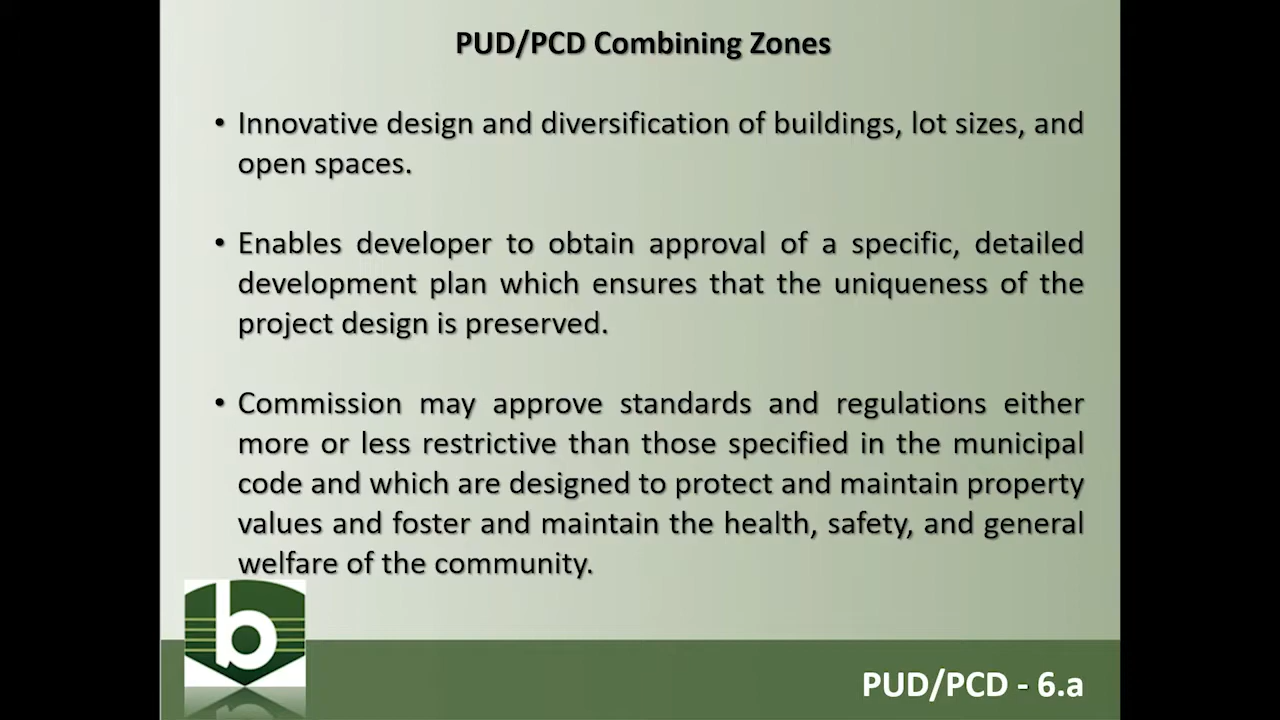 PUD/PCD Combining Zones
• Innovative design and diversification of buildings, lot sizes, and
open spaces.
• Enables developer to obtain approval of a specific, detailed
development plan which ensures that the uniqueness of the
project design is preserved.
• Commission may approve standards and regulations either
more or less restrictive than those specified in the municipal
code and which are designed to protect and maintain property
values and foster and maintain the health, safety, and general
welfare of the community.
b
PUD/PCD - 6.a